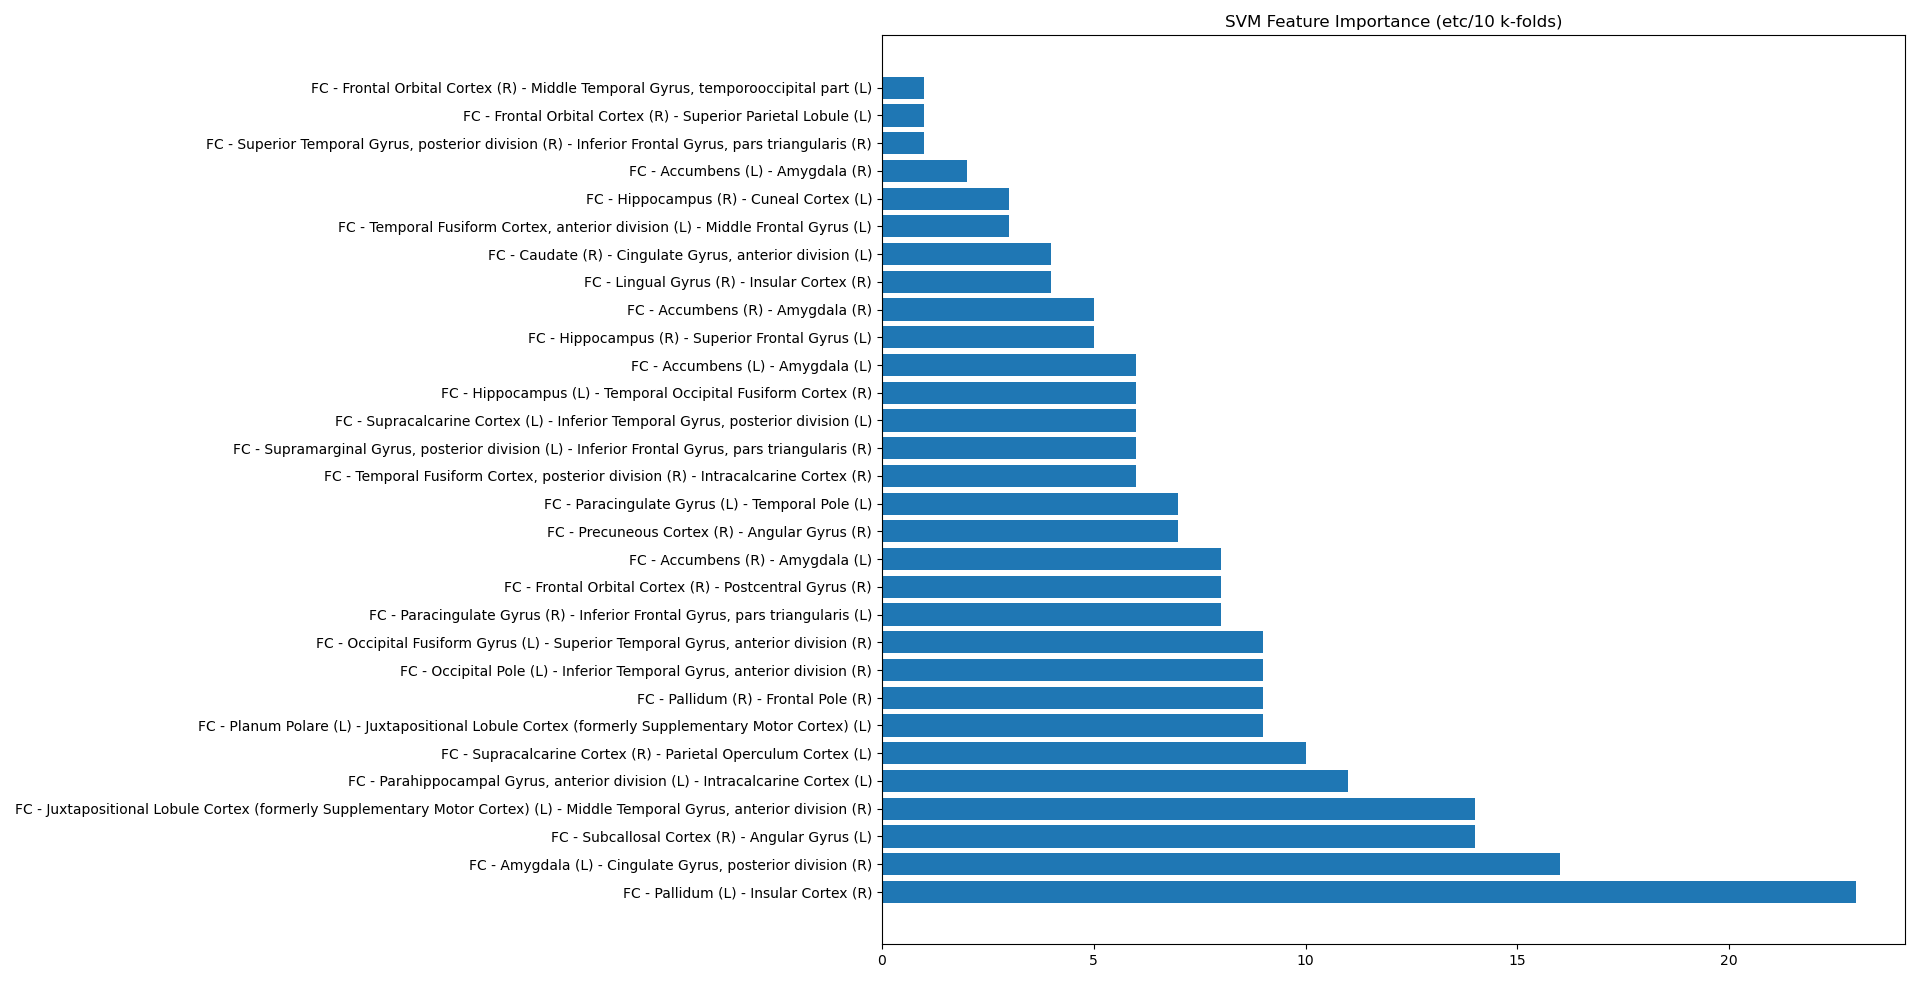 SVM Feature Importance (etc/10 k-folds)
FC - Frontal Orbital Cortex (R) - Middle Temporal Gyrus, temporooccipital part (L)
FC - Frontal Orbital Cortex (R) - Superior Parietal Lobule (L)
FC - Superior Temporal Gyrus, posterior division (R) - Inferior Frontal Gyrus, pars triangularis (R)
FC - Accumbens (L) - Amygdala (R)
FC - Hippocampus (R) - Cuneal Cortex (L)
FC - Temporal Fusiform Cortex, anterior division (L) - Middle Frontal Gyrus (L)
FC - Caudate (R) - Cingulate Gyrus, anterior division (L)
FC - Lingual Gyrus (R) - Insular Cortex (R)
FC - Accumbens (R) - Amygdala (R)
FC - Hippocampus (R) - Superior Frontal Gyrus (L)
FC - Accumbens (L) - Amygdala (L)
FC - Hippocampus (L) - Temporal Occipital Fusiform Cortex (R)
FC - Supracalcarine Cortex (L) - Inferior Temporal Gyrus, posterior division (L)
FC - Supramarginal Gyrus, posterior division (L) - Inferior Frontal Gyrus, pars triangularis (R)
FC - Temporal Fusiform Cortex, posterior division (R) - Intracalcarine Cortex (R)
FC - Paracingulate Gyrus (L) - Temporal Pole (L)
FC - Precuneous Cortex (R) - Angular Gyrus (R)
FC - Accumbens (R) - Amygdala (L)
FC - Frontal Orbital Cortex (R) - Postcentral Gyrus (R)
FC - Paracingulate Gyrus (R) - Inferior Frontal Gyrus, pars triangularis (L)
FC - Occipital Fusiform Gyrus (L) - Superior Temporal Gyrus, anterior division (R)
FC - Occipital Pole (L) - Inferior Temporal Gyrus, anterior division (R)
FC - Pallidum (R) - Frontal Pole (R)
FC - Planum Polare (L) - Juxtapositional Lobule Cortex (formerly Supplementary Motor Cortex) (L)
FC - Supracalcarine Cortex (R) - Parietal Operculum Cortex (L)
FC - Parahippocampal Gyrus, anterior division (L) - Intracalcarine Cortex (L)
FC - Juxtapositional Lobule Cortex (formerly Supplementary Motor Cortex) (L) - Middle Temporal Gyrus, anterior division (R)
FC - Subcallosal Cortex (R) - Angular Gyrus (L)
FC - Amygdala (L) - Cingulate Gyrus, posterior division (R)
FC - Pallidum (L) - Insular Cortex (R)
0 5 10 15 20